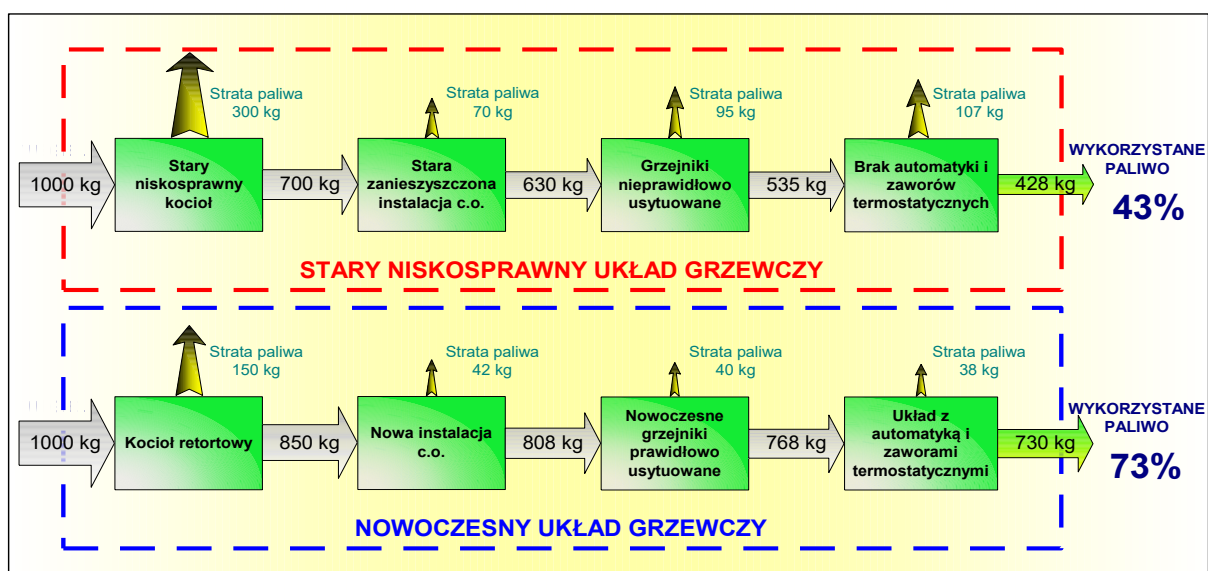 Strata paliwa
300 kg
Strata paliwa
70 kg
Strata paliwa
95 kg
Strata paliwa
107 kg
1000 kg
Stary
niskosprawny
kocioł
700 kg
Stara
zanieszyszczona
instalacja c.o.
630 kg
Grzejniki
nieprawidłowo
usytuowane
535 kg
Brak automatyki i
zaworów
termostatycznych
428 kg
WYKORZYSTANE
PALIWO
43%
STARY NISKOSPRAWNY UKŁAD GRZEWCZY
Strata paliwa
150 kg
Strata paliwa
42 kg
Strata paliwa
40 kg
Strata paliwa
38 kg
1000 kg
Kocioł retortowy
850 kg
Nowa instalacja
c.o.
808 kg
Nowoczesne
grzejniki
prawidłowo
usytuowane
768 kg
Układ z
automatyką i
zaworami
termostatycznymi
730 kg
WYKORZYSTANE
PALIWO
73%
NOWOCZESNY UKŁAD GRZEWCZY